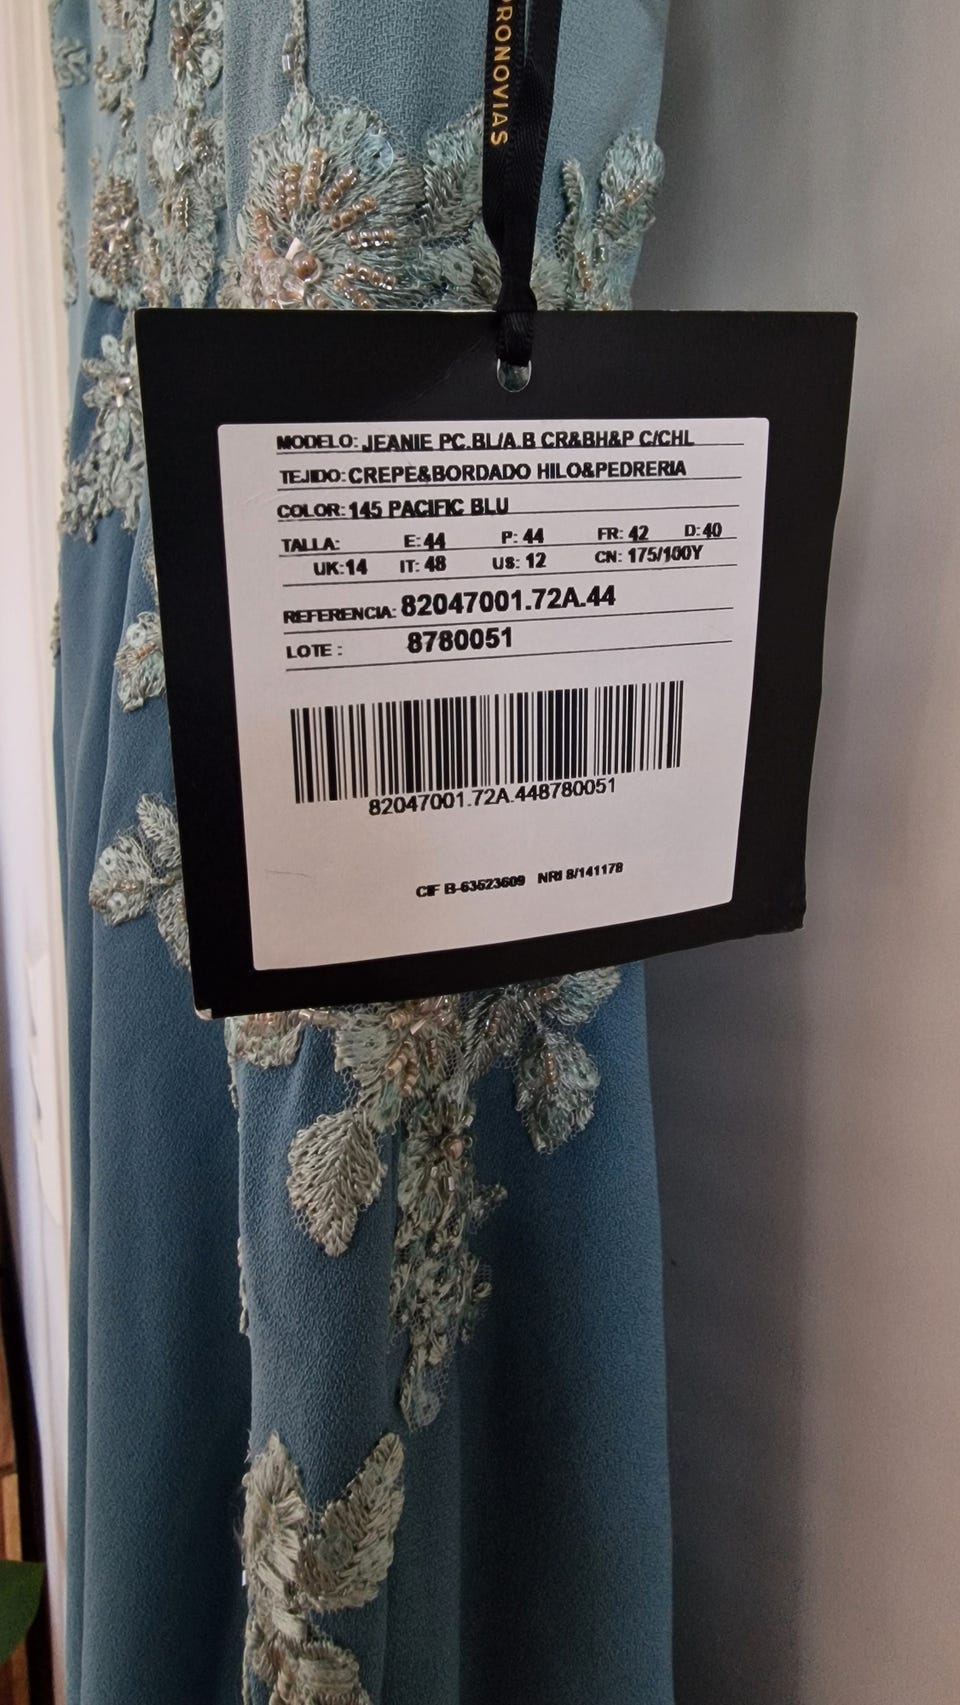 PRONOVIAS
MODELO: JEANIE PC.BL/A.B CR&BH&P C/CHL
TEJIDO: CREPE&BORDADO HILO&PEDRERIA
COLOR: 145 PACIFIC BLU
TALLA: E: 44 P: 44 FR: 42 D: 40
UK: 14 IT: 48 US: 12 CN: 175/100Y
REFERENCIA: 82047001.72A.44
LOTE : 8780051
82047001.72A.448780051
CIF B-63523609 NRI 8/141178